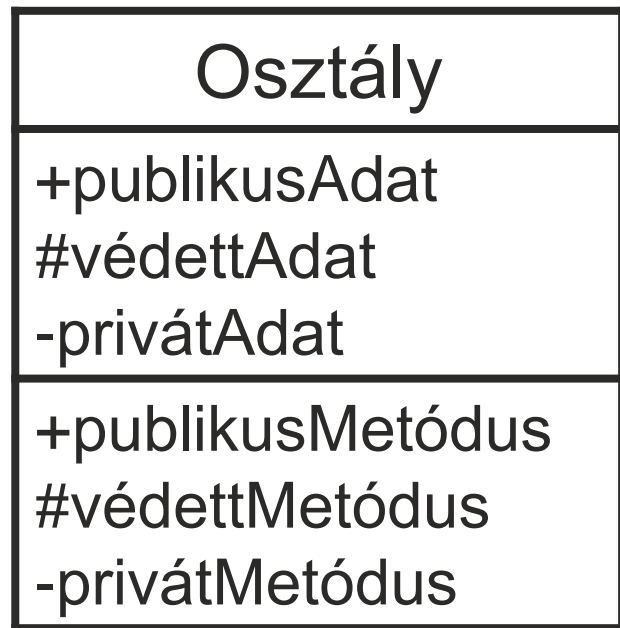 Osztály
+publikusAdat
#védettAdat
-privátAdat
+publikusMetódus
#védettMetódus
-privátMetódus